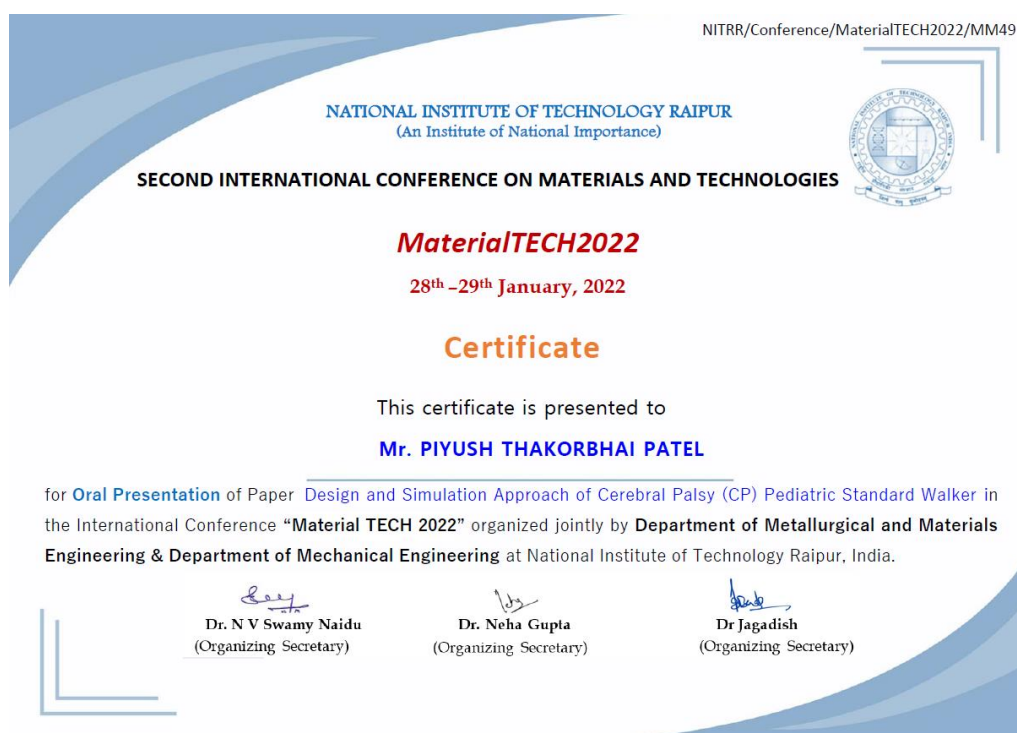 NITRR/Conference/MaterialTECH2022/MM49
NATIONAL INSTITUTE OF TECHNOLOGY RAIPUR
(An Institute of National Importance)
SECOND INTERNATIONAL CONFERENCE ON MATERIALS AND TECHNOLOGIES
MaterialTECH2022
28th –29th January, 2022
Certificate
This certificate is presented to
Mr. PIYUSH THAKORBHAI PATEL
for Oral Presentation of Paper Design and Simulation Approach of Cerebral Palsy (CP) Pediatric Standard Walker in
the International Conference “Material TECH 2022” organized jointly by Department of Metallurgical and Materials
Engineering & Department of Mechanical Engineering at National Institute of Technology Raipur, India.
Dr. N V Swamy Naidu
(Organizing Secretary)
Dr. Neha Gupta
(Organizing Secretary)
Dr Jagadish
(Organizing Secretary)